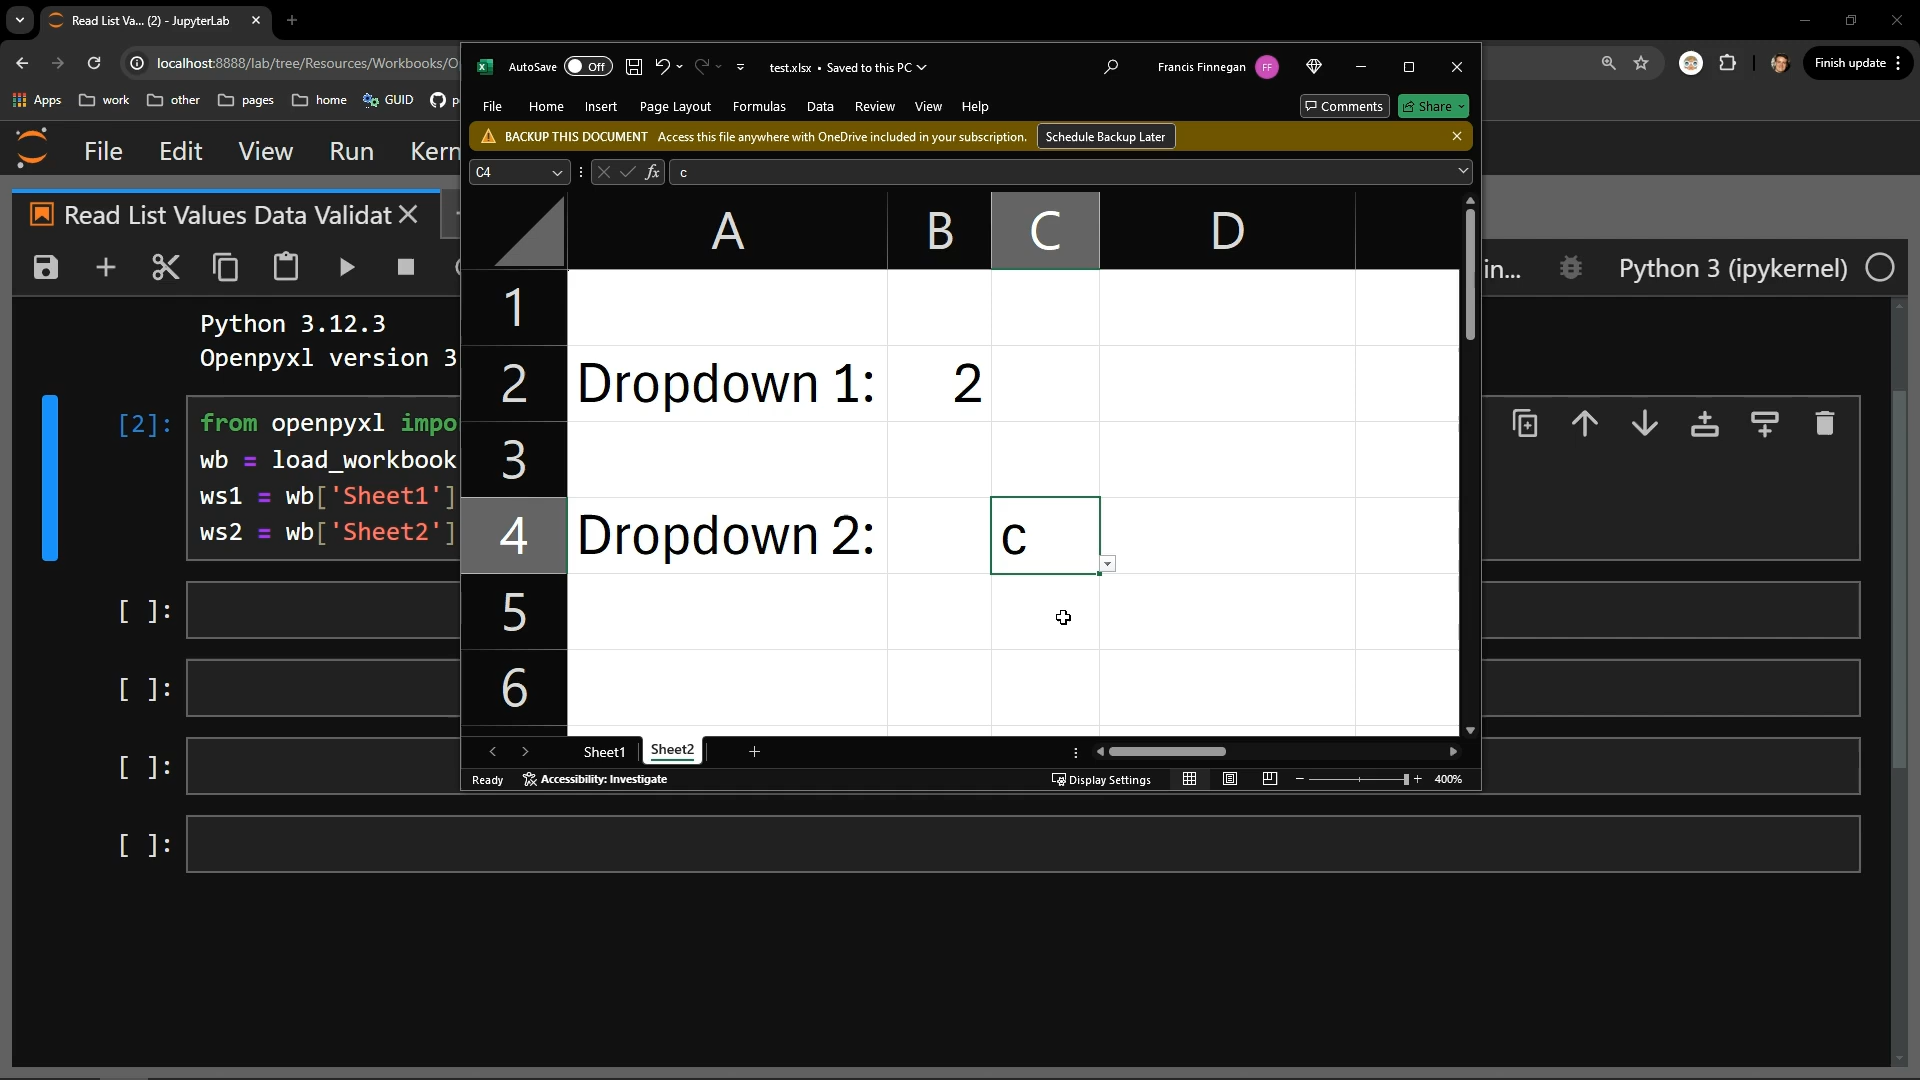 Read List Va... (2) - JupyterLab
localhost:8888/lab/tree/Resources/Workbooks/O
Finish update
Apps work other pages home GUID
File Edit View Run Kern
Read List Values Data Validat
in... Python 3 (ipykernel)
Python 3.12.3
Openpyxl version 3
[2]: from openpyxl impo
wb = load_workbook
ws1 = wb['Sheet1']
ws2 = wb['Sheet2']
[ ]:
[ ]:
[ ]:
[ ]:
AutoSave Off test.xlsx • Saved to this PC Francis Finnegan FF
File Home Insert Page Layout Formulas Data Review View Help Comments Share
BACKUP THIS DOCUMENT Access this file anywhere with OneDrive included in your subscription. Schedule Backup Later
C4 fx c
A B C D
1
2 Dropdown 1: 2
3
4 Dropdown 2: c
5
6
Sheet1 Sheet2
Ready Accessibility: Investigate Display Settings 400%